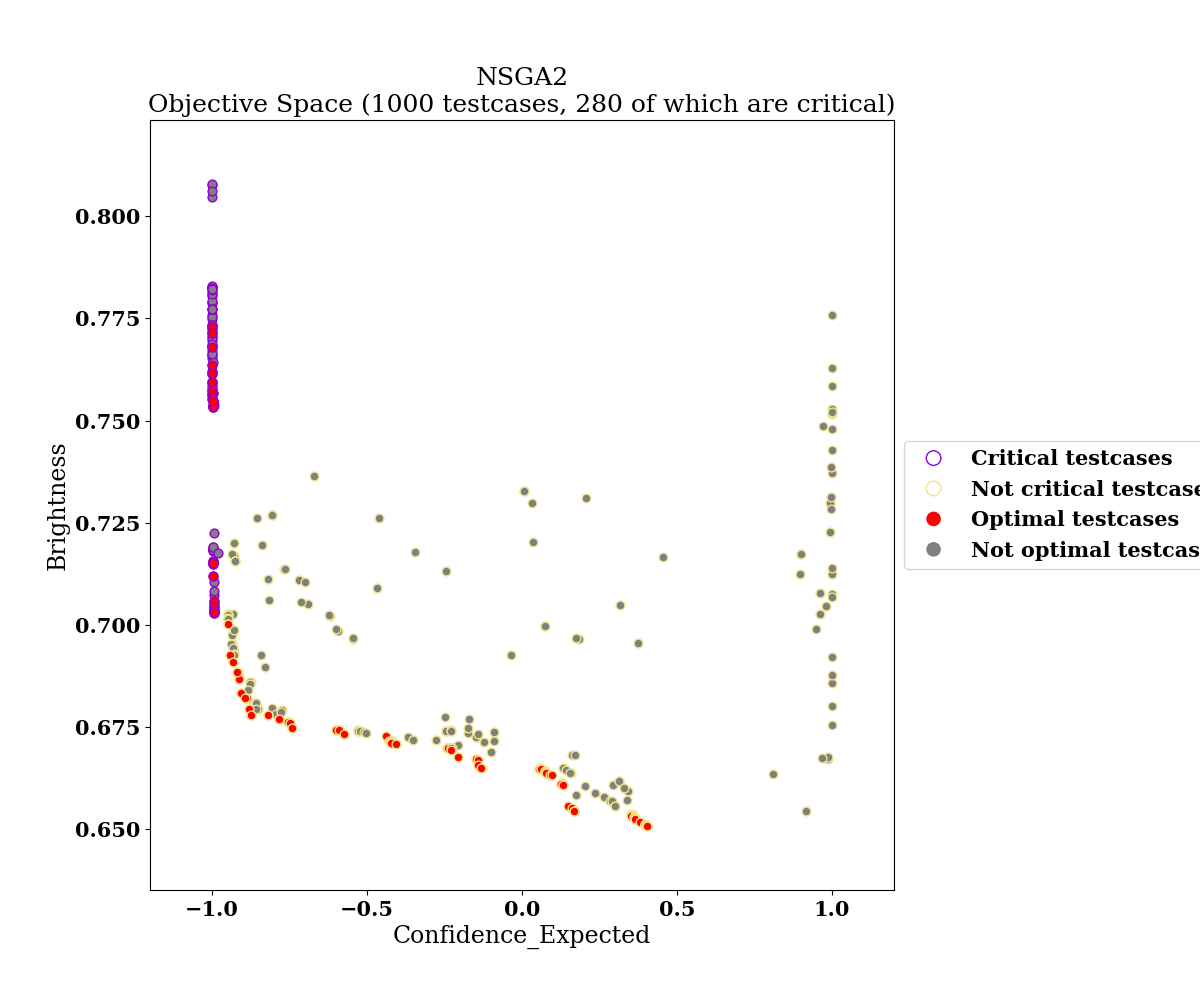 NSGA2
Objective Space (1000 testcases, 280 of which are critical)
0.800
0.775
0.750
0.725
0.700
0.675
0.650
Brightness
−1.0
−0.5
0.0
0.5
1.0
Confidence_Expected
Critical testcases
Not critical testcase
Optimal testcases
Not optimal testcas